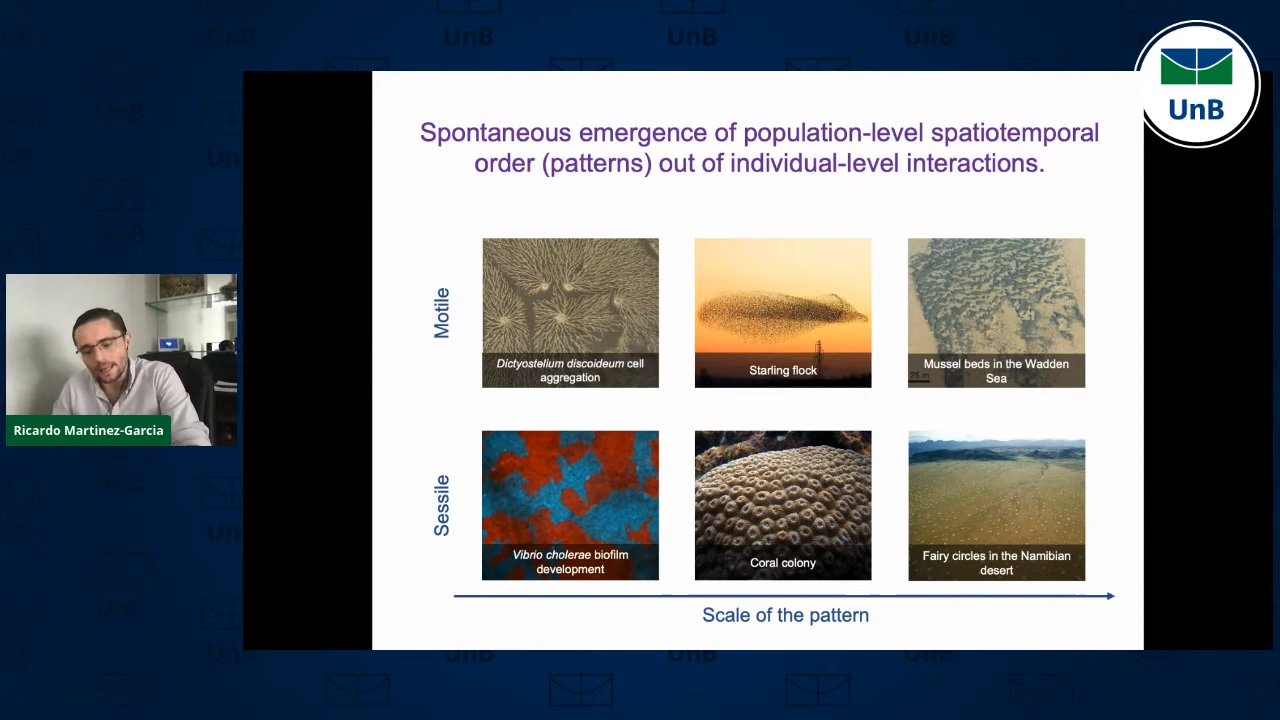 UnB
Spontaneous emergence of population-level spatiotemporal
order (patterns) out of individual-level interactions.
Motile
Dictyostelium discoideum cell
aggregation
Starling flock
Mussel beds in the Wadden
Sea
25 m
Ricardo Martinez-Garcia
Sessile
Vibrio cholerae biofilm
development
Coral colony
Fairy circles in the Namibian
desert
Scale of the pattern